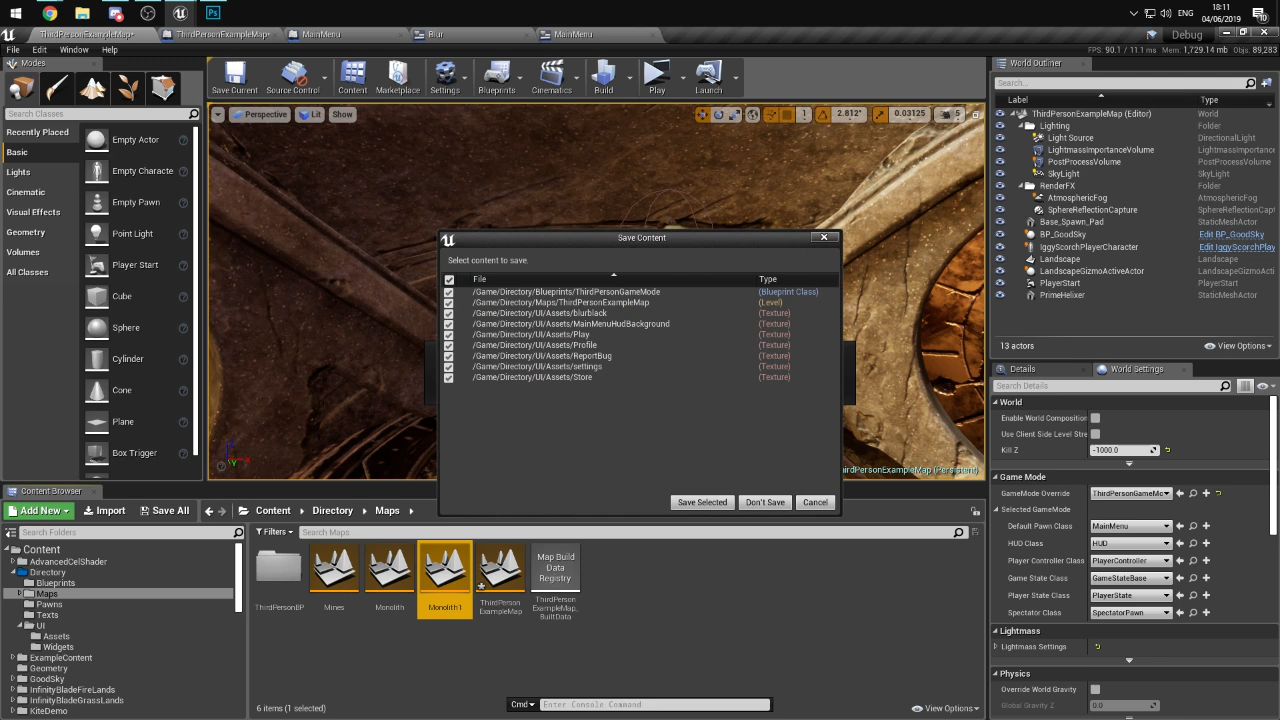 18:11
ENG
04/06/2019
ThirdPersonExampleMap*
ThirdPersonExampleMap*
MainMenu
Blur
MainMenu
Debug
File Edit Window Help
FPS: 90.1 / 11.1 ms Mem: 1,729.14 mb Objs: 89,283
Modes
Search Classes
Recently Placed
Basic
Lights
Cinematic
Visual Effects
Geometry
Volumes
All Classes
Empty Actor
Empty Characte
Empty Pawn
Point Light
Player Start
Cube
Sphere
Cylinder
Cone
Plane
Box Trigger
Save Current
Source Control
Content
Marketplace
Settings
Blueprints
Cinematics
Build
Play
Launch
Perspective
Lit
Show
1
2.812°
0.03125
5
Save Content
Select content to save.
File Type
/Game/Directory/Blueprints/ThirdPersonGameMode (Blueprint Class)
/Game/Directory/Maps/ThirdPersonExampleMap (Level)
/Game/Directory/UI/Assets/blurblack (Texture)
/Game/Directory/UI/Assets/MainMenuHudBackground (Texture)
/Game/Directory/UI/Assets/Play (Texture)
/Game/Directory/UI/Assets/Profile (Texture)
/Game/Directory/UI/Assets/ReportBug (Texture)
/Game/Directory/UI/Assets/settings (Texture)
/Game/Directory/UI/Assets/Store (Texture)
Save Selected
Don't Save
Cancel
irdPersonExampleMap (Persistent)
World Outliner
Search...
Label Type
ThirdPersonExampleMap (Editor) World
Lighting Folder
Light Source DirectionalLight
LightmassImportanceVolume LightmassImportance
PostProcessVolume PostProcessVolume
SkyLight SkyLight
RenderFX Folder
AtmosphericFog AtmosphericFog
SphereReflectionCapture SphereReflectionCapt
Base_Spawn_Pad StaticMeshActor
BP_GoodSky Edit BP_GoodSky
IggyScorchPlayerCharacter Edit IggyScorchPlay
Landscape Landscape
LandscapeGizmoActiveActor LandscapeGizmoActi
PlayerStart PlayerStart
PrimeHelixer StaticMeshActor
13 actors
View Options
Details
World Settings
Search Details
World
Enable World Composition
Use Client Side Level Stre
Kill Z -1000.0
Game Mode
GameMode Override ThirdPersonGameMo
Selected GameMode
Default Pawn Class MainMenu
HUD Class HUD
Player Controller Class PlayerController
Game State Class GameStateBase
Player State Class PlayerState
Spectator Class SpectatorPawn
Lightmass
Lightmass Settings
Physics
Override World Gravity
Global Gravity Z 0.0
Content Browser
Add New
Import
Save All
Content
Directory
Maps
Search Folders
Filters
Search Maps
Content
AdvancedCelShader
Directory
Blueprints
Maps
Pawns
Texts
UI
Assets
Widgets
ExampleContent
Geometry
GoodSky
InfinityBladeFireLands
InfinityBladeGrassLands
KiteDemo
ThirdPersonBP
Mines
Monolith
Monolith1
ThirdPerson
ExampleMap
Map Build
Data
Registry
ThirdPerson
ExampleMap_
BuiltData
6 items (1 selected)
Cmd
Enter Console Command
View Options